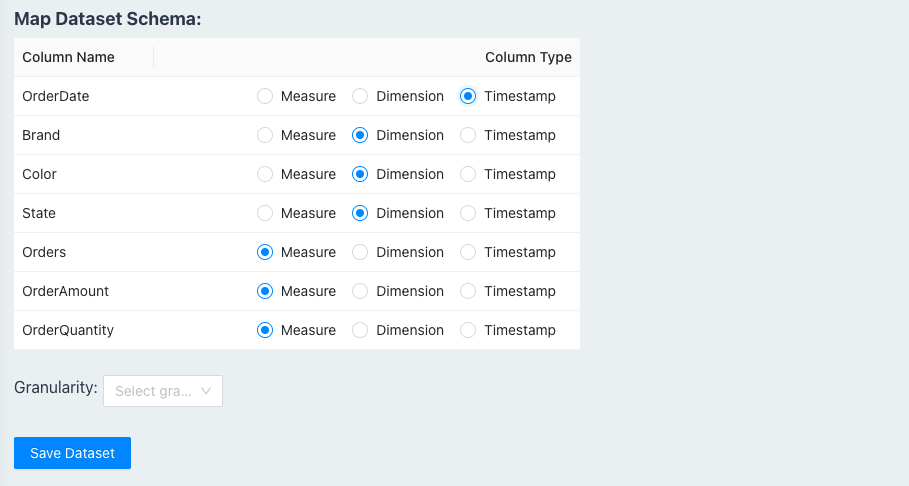 Map Dataset Schema:
Column Name Column Type
OrderDate Measure Dimension Timestamp
Brand Measure Dimension Timestamp
Color Measure Dimension Timestamp
State Measure Dimension Timestamp
Orders Measure Dimension Timestamp
OrderAmount Measure Dimension Timestamp
OrderQuantity Measure Dimension Timestamp
Granularity: Select gra...
Save Dataset